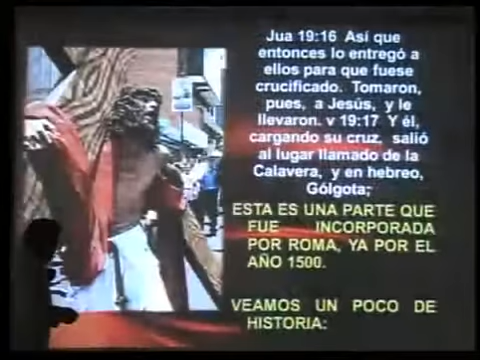 Jua 19:16 Así que
entonces lo entregó a
ellos para que fuese
crucificado. Tomaron,
pues, a Jesús, y le
llevaron. v 19:17 Y él,
cargando su cruz, salió
al lugar llamado de la
Calavera, y en hebreo,
Gólgota;
ESTA ES UNA PARTE QUE
FUE INCORPORADA
POR ROMA, YA POR EL
AÑO 1500.
VEAMOS UN POCO DE
HISTORIA: